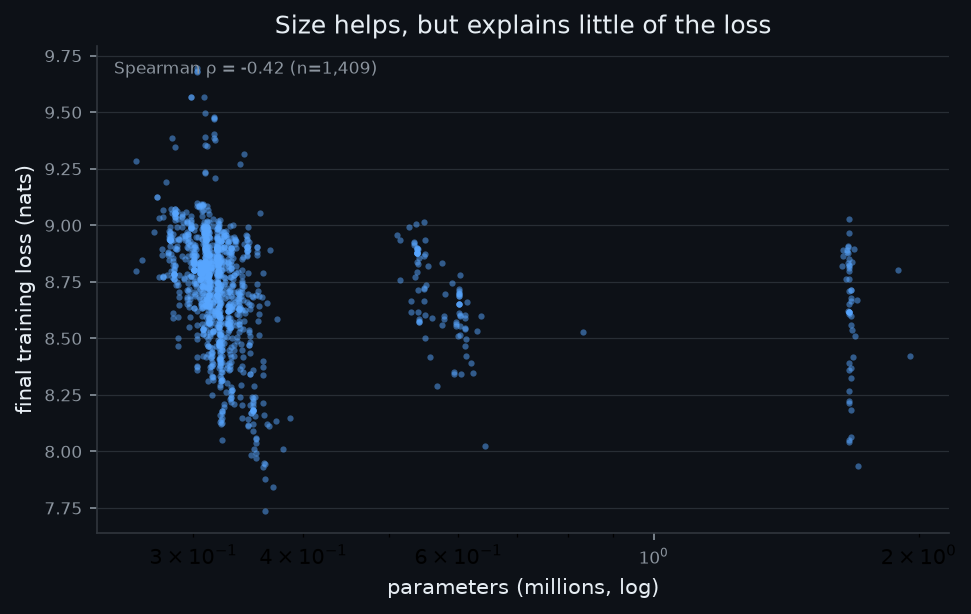 Size helps, but explains little of the loss
Spearman ρ = -0.42 (n=1,409)
final training loss (nats)
9.75
9.50
9.25
9.00
8.75
8.50
8.25
8.00
7.75
3 × 10⁻¹ 4 × 10⁻¹ 6 × 10⁻¹ 10⁰ 2 × 10⁰
parameters (millions, log)